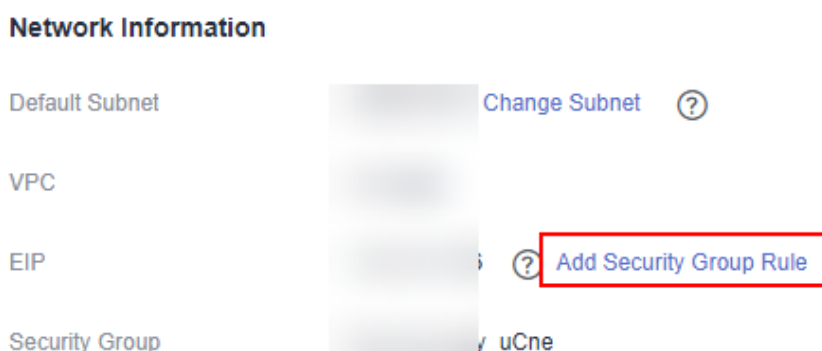 Network Information
Default Subnet Change Subnet ?
VPC
EIP ? Add Security Group Rule
Security Group uCne